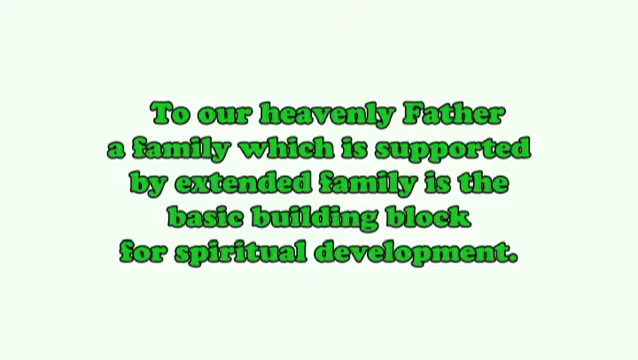 To our heavenly Father
a family which is supported
by extended family is the
basic building block
for spiritual development.